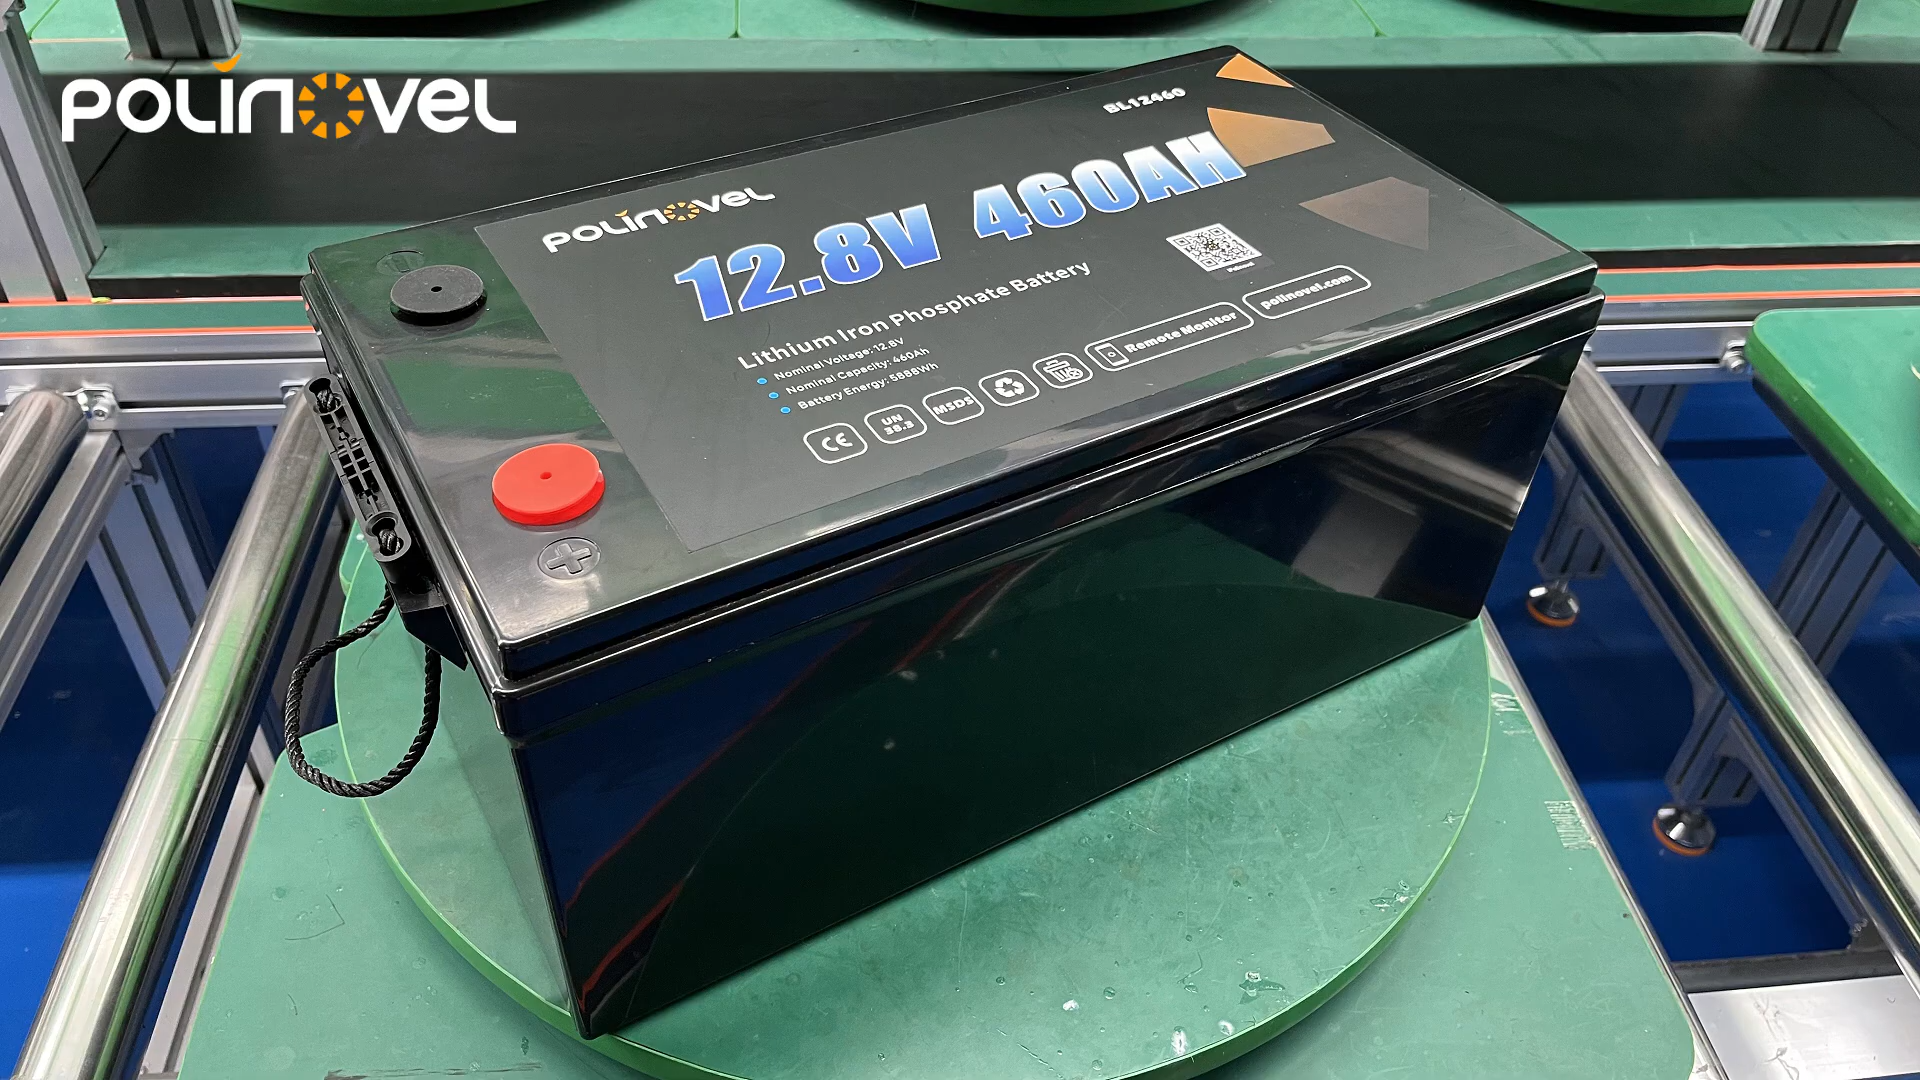 POLINOVEL
BL12460
POLINOVEL
12.8V 460AH
Lithium Iron Phosphate Battery
Nominal Voltage: 12.8V
Nominal Capacity: 460Ah
Battery Energy: 5888Wh
CE
UN
38.3
MSDS
Remote Monitor
polinovel.com